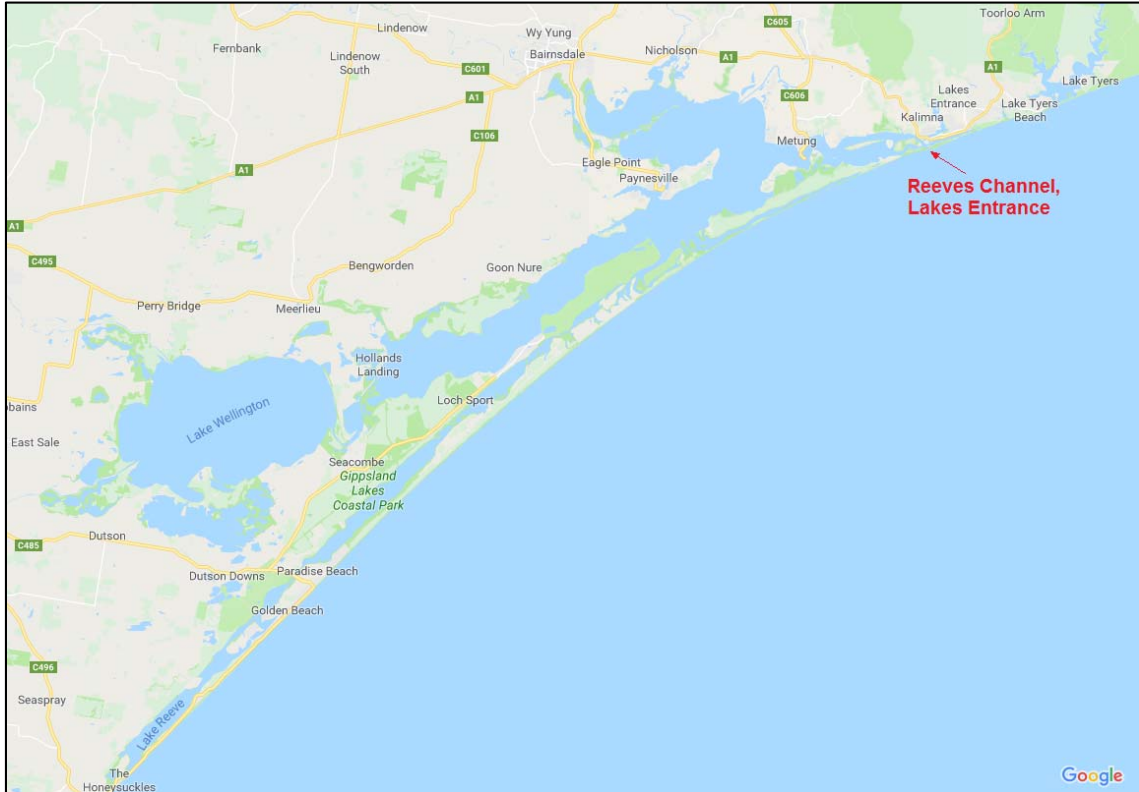 Toorloo Arm
Lindenow
Wy Yung
C605
Fernbank
Lindenow
South
Bairnsdale
Nicholson
A1
A1
C601
Lake Tyers
A1
C606
Lakes
Entrance
Lake Tyers
Beach
Kalimna
C106
Metung
Eagle Point
Paynesville
A1
Reeves Channel,
Lakes Entrance
A1
C495
Bengworden
Goon Nure
Perry Bridge
Meerlieu
Hollands
Landing
Loch Sport
bains
Lake Wellington
East Sale
Seacombe
Gippsland
Lakes
Coastal Park
Dutson
C485
Dutson Downs
Paradise Beach
Golden Beach
C496
Seaspray
Lake Reeve
The
Honeysuckles
Google